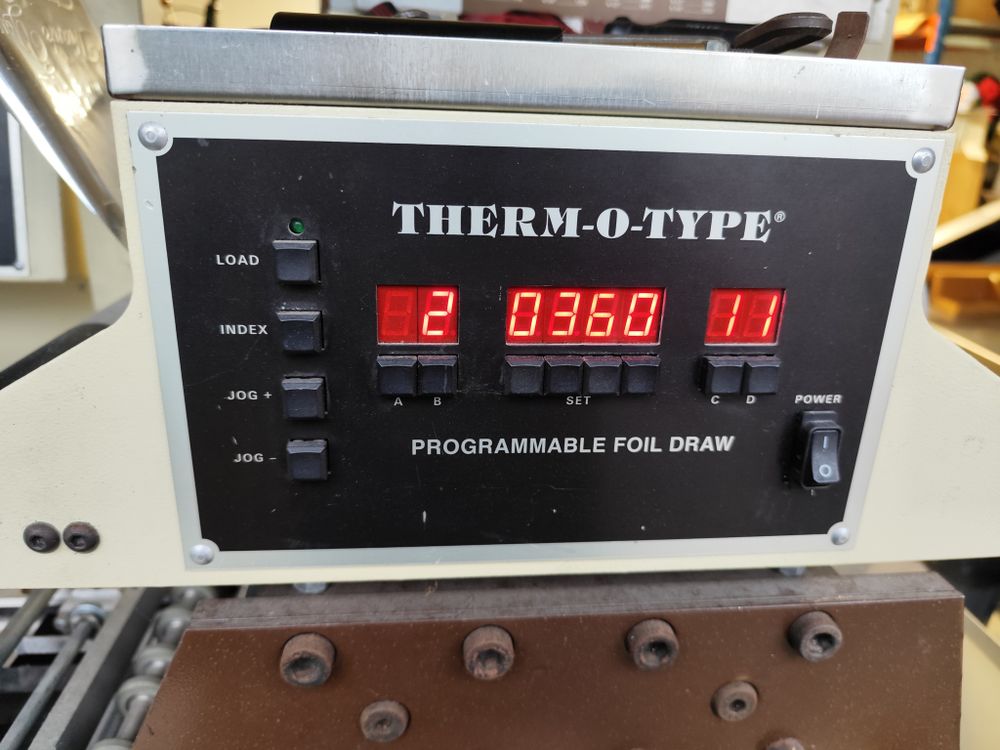 THERM-O-TYPE®
LOAD
INDEX
JOG +
JOG -
2
0360
11
A B
SET
C D
POWER
PROGRAMMABLE FOIL DRAW